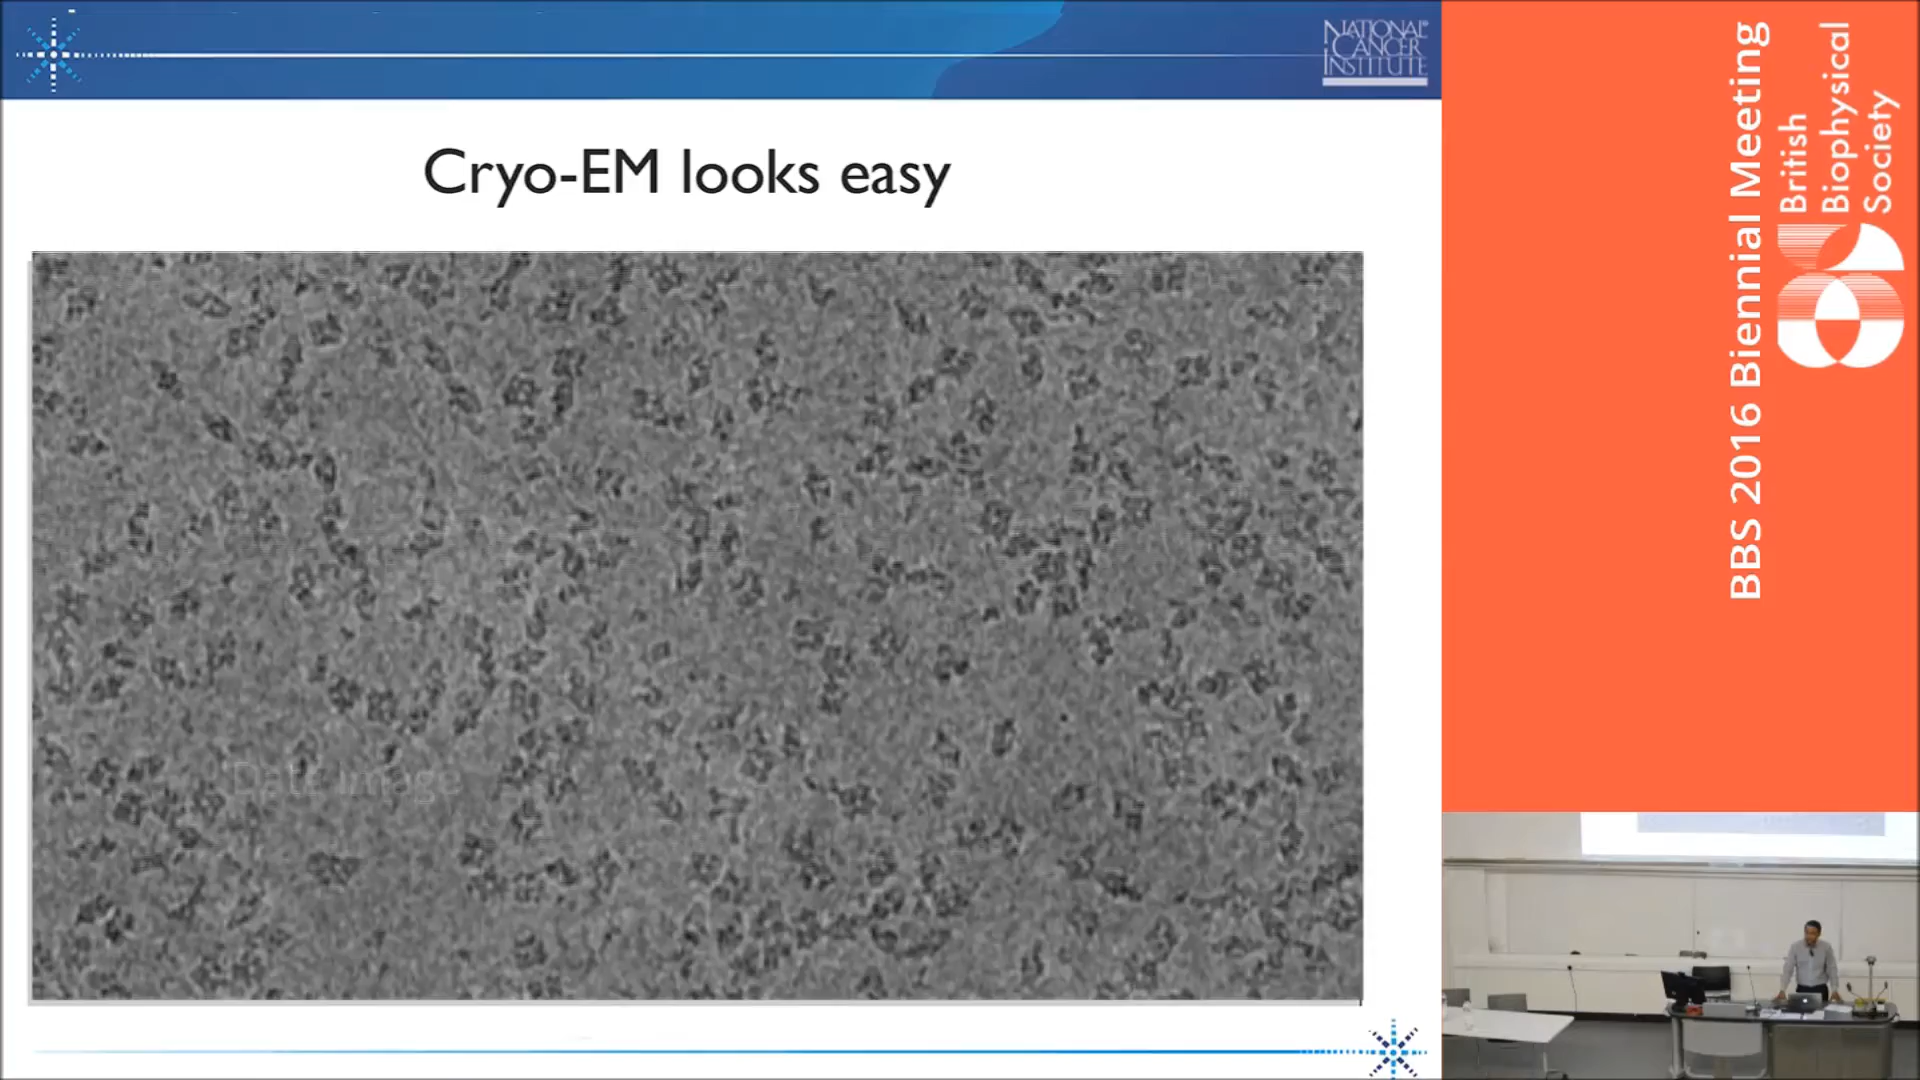 NATIONAL
CANCER
INSTITUTE
Cryo-EM looks easy
Data image
BBS 2016 Biennial Meeting
British
Biophysical
Society